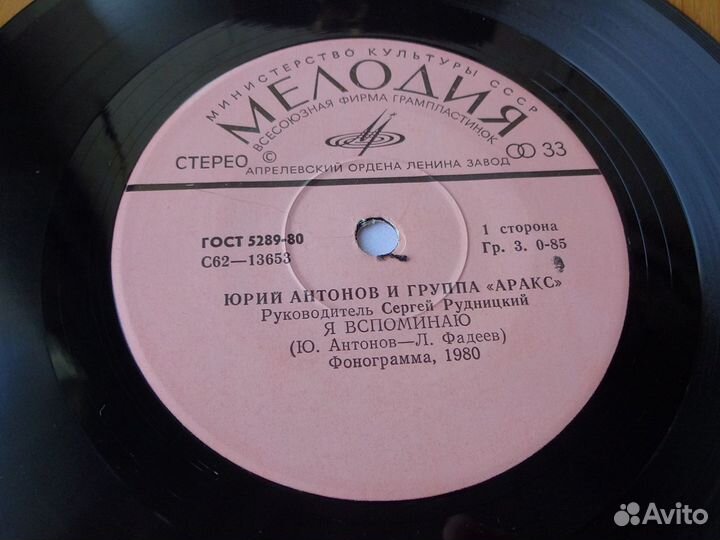 МИНИСТЕРСТВО КУЛЬТУРЫ СССР
МЕЛОДИЯ
ВСЕСОЮЗНАЯ ФИРМА ГРАМПЛАСТИНОК
СТЕРЕО © 33
АПРЕЛЕВСКИЙ ОРДЕНА ЛЕНИНА ЗАВОД
ГОСТ 5289-80 1 сторона
С62—13653 Гр. 3. 0-85
ЮРИЙ АНТОНОВ И ГРУППА «АРАКС»
Руководитель Сергей Рудницкий
Я ВСПОМИНАЮ
(Ю. Антонов—Л. Фадеев)
Фонограмма, 1980
Avito